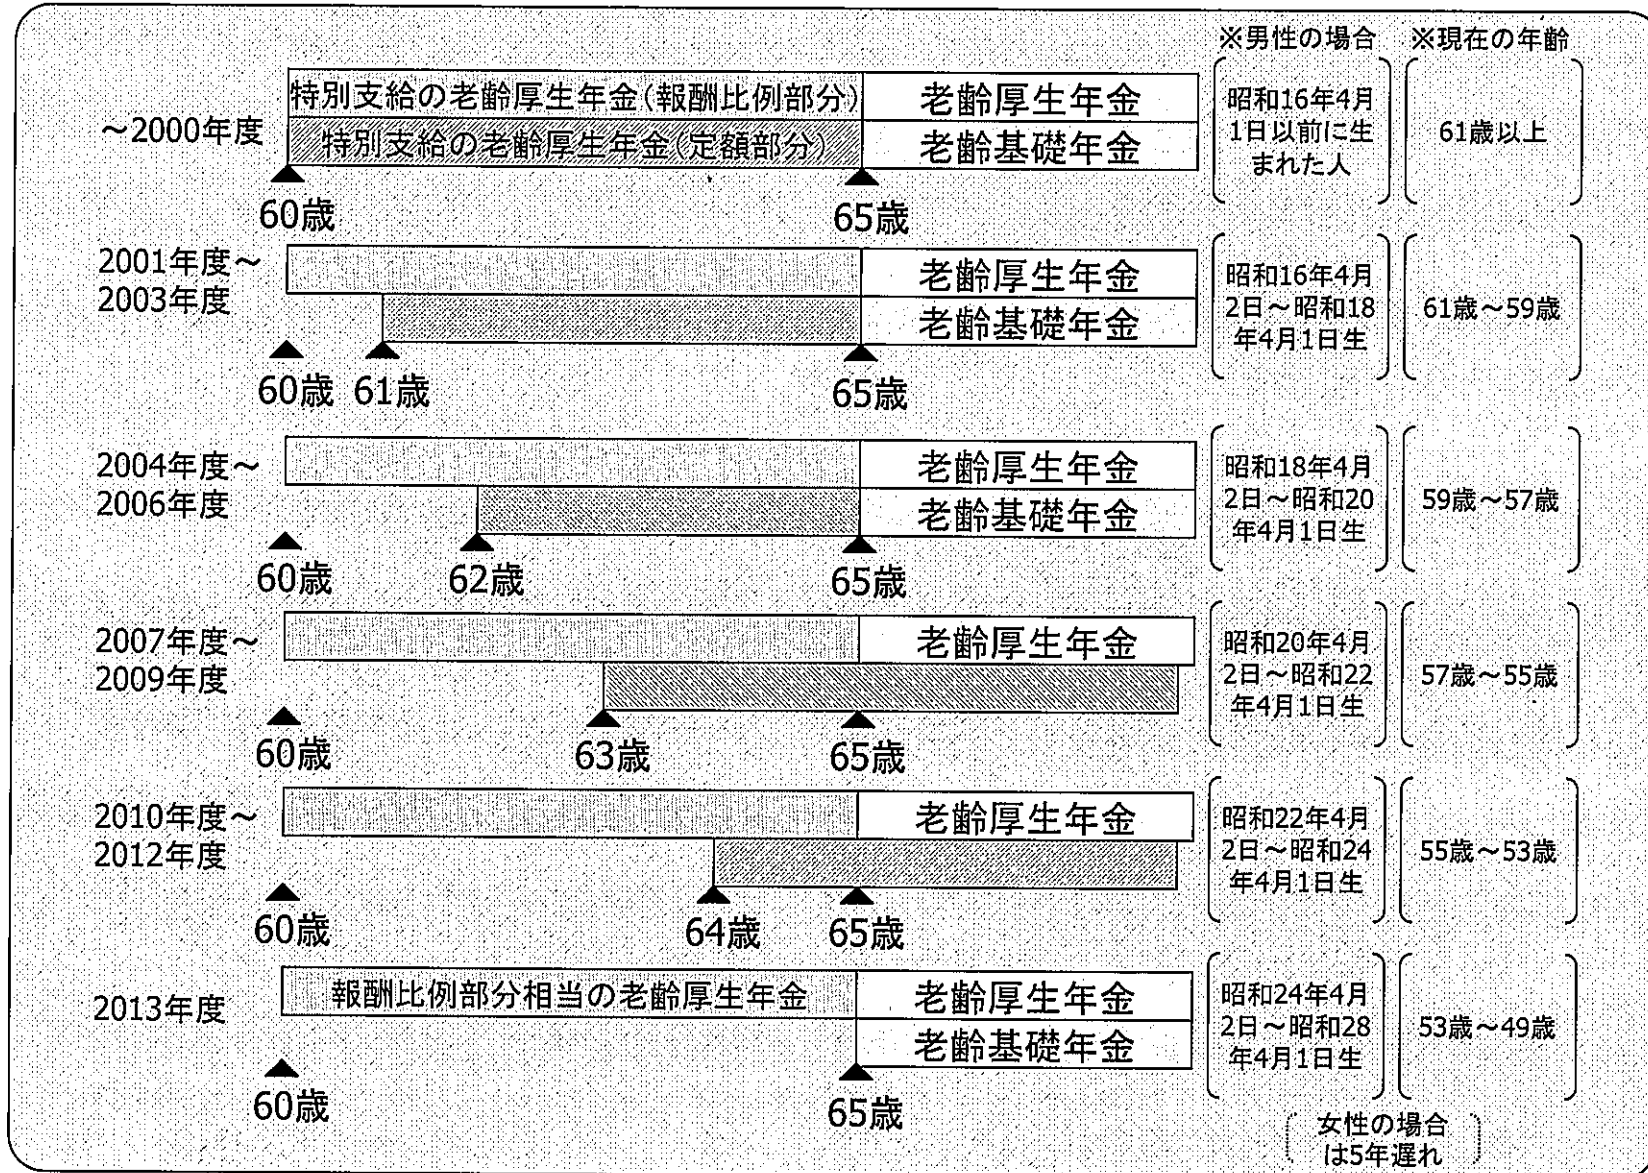 ※男性の場合
※現在の年齢
~2000年度
特別支給の老齢厚生年金(報酬比例部分)
老齢厚生年金
特別支給の老齢厚生年金(定額部分)
老齢基礎年金
60歳
65歳
昭和16年4月
1日以前に生
まれた人
61歳以上
2001年度~
2003年度
老齢厚生年金
老齢基礎年金
60歳
61歳
65歳
昭和16年4月
2日~昭和18
年4月1日生
61歳~59歳
2004年度~
2006年度
老齢厚生年金
老齢基礎年金
60歳
62歳
65歳
昭和18年4月
2日~昭和20
年4月1日生
59歳~57歳
2007年度~
2009年度
老齢厚生年金
60歳
63歳
65歳
昭和20年4月
2日~昭和22
年4月1日生
57歳~55歳
2010年度~
2012年度
老齢厚生年金
60歳
64歳
65歳
昭和22年4月
2日~昭和24
年4月1日生
55歳~53歳
2013年度
報酬比例部分相当の老齢厚生年金
老齢厚生年金
老齢基礎年金
60歳
65歳
昭和24年4月
2日~昭和28
年4月1日生
53歳~49歳
女性の場合
は5年遅れ